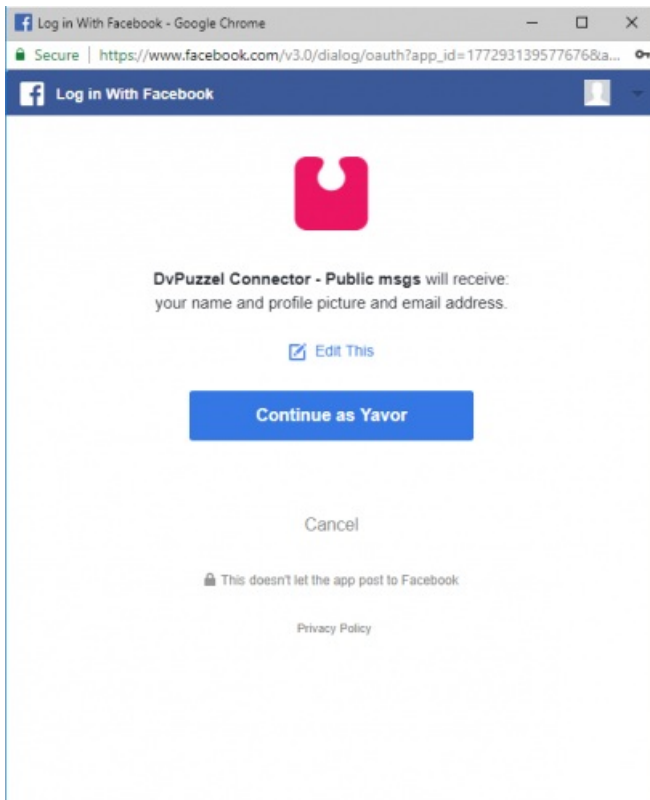 Log in With Facebook - Google Chrome
Secure | https://www.facebook.com/v3.0/dialog/oauth?app_id=177293139577676&a...
Log in With Facebook
DvPuzzel Connector - Public msgs will receive:
your name and profile picture and email address.
Edit This
Continue as Yavor
Cancel
This doesn't let the app post to Facebook
Privacy Policy